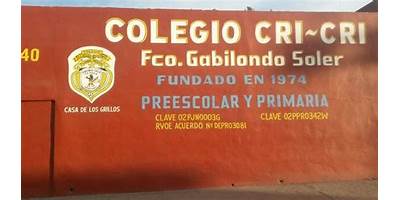 COLEGIO CRI~CRI
40
Fco. Gabilondo Soler
FUNDADO EN 1974
CASA DE LOS GRILLOS
PREESCOLAR Y PRIMARIA
CLAVE 02PJN0003G CLAVE 02PPR0342W
RVOE ACUERDO No DEPR03081